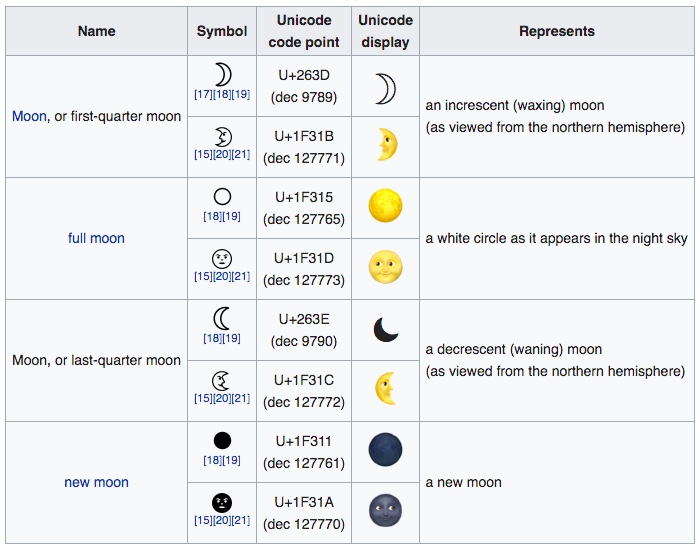 Name
Symbol
Unicode
code point
Unicode
display
Represents
Moon, or first-quarter moon
[17][18][19]
U+263D
(dec 9789)
an increscent (waxing) moon
(as viewed from the northern hemisphere)
[15][20][21]
U+1F31B
(dec 127771)
full moon
[18][19]
U+1F315
(dec 127765)
a white circle as it appears in the night sky
[15][20][21]
U+1F31D
(dec 127773)
Moon, or last-quarter moon
[18][19]
U+263E
(dec 9790)
a decrescent (waning) moon
(as viewed from the northern hemisphere)
[15][20][21]
U+1F31C
(dec 127772)
new moon
[18][19]
U+1F311
(dec 127761)
a new moon
[15][20][21]
U+1F31A
(dec 127770)